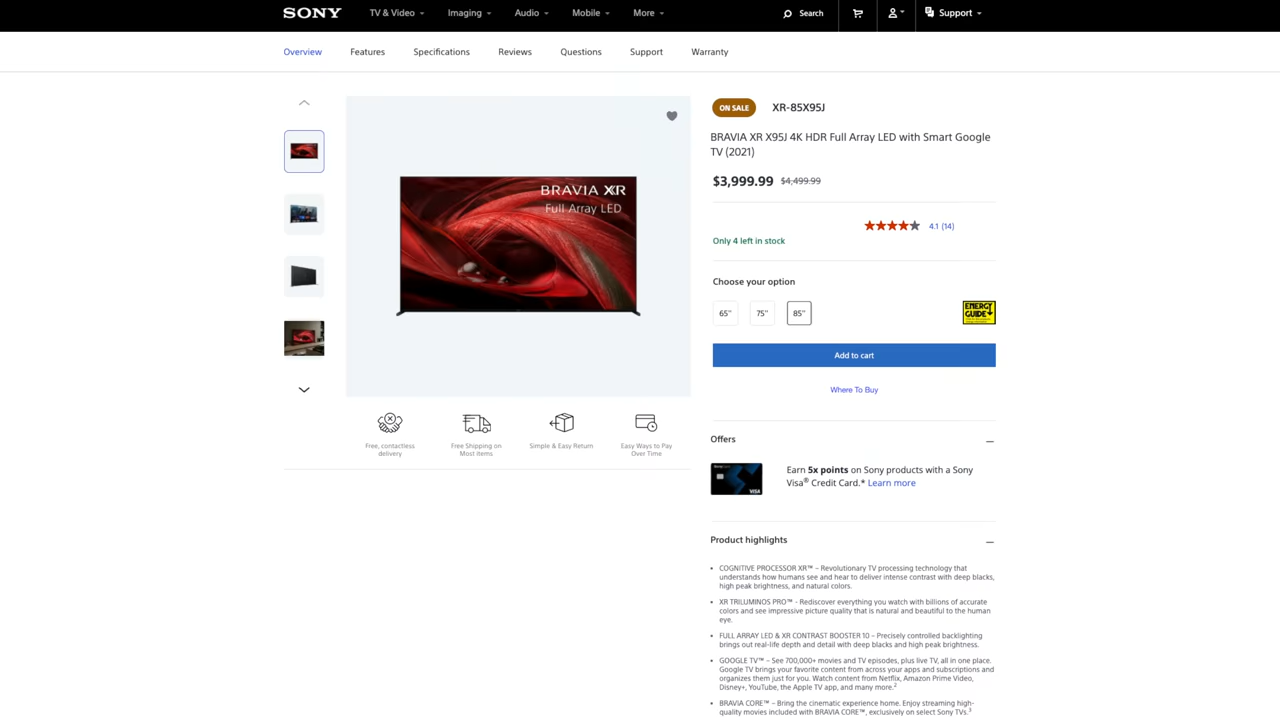 SONY
TV & Video
Imaging
Audio
Mobile
More
Search
Support
Overview
Features
Specifications
Reviews
Questions
Support
Warranty
BRAVIA XR
Full Array LED
Free, contactless
delivery
Free Shipping on
Most items
Simple & Easy Return
Easy Ways to Pay
Over Time
ON SALE
XR-85X95J
BRAVIA XR X95J 4K HDR Full Array LED with Smart Google
TV (2021)
$3,999.99 $4,499.99
4.1 (14)
Only 4 left in stock
Choose your option
65"
75"
85"
ENERGY
GUIDE
Add to cart
Where To Buy
Offers
VISA
Earn 5x points on Sony products with a Sony
Visa® Credit Card.* Learn more
Product highlights
• COGNITIVE PROCESSOR XR™ – Revolutionary TV processing technology that
understands how humans see and hear to deliver intense contrast with deep blacks,
high peak brightness, and natural colors.
• XR TRILUMINOS PRO™ - Rediscover everything you watch with billions of accurate
colors and see impressive picture quality that is natural and beautiful to the human
eye.
• FULL ARRAY LED & XR CONTRAST BOOSTER 10 – Precisely controlled backlighting
brings out real-life depth and detail with deep blacks and high peak brightness.
• GOOGLE TV™ – See 700,000+ movies and TV episodes, plus live TV, all in one place.
Google TV brings your favorite content from across your apps and subscriptions and
organizes them just for you. Watch content from Netflix, Amazon Prime Video,
Disney+, YouTube, the Apple TV app, and many more.²
• BRAVIA CORE™ – Bring the cinematic experience home. Enjoy streaming high-
quality movies included with BRAVIA CORE™, exclusively on select Sony TVs.³